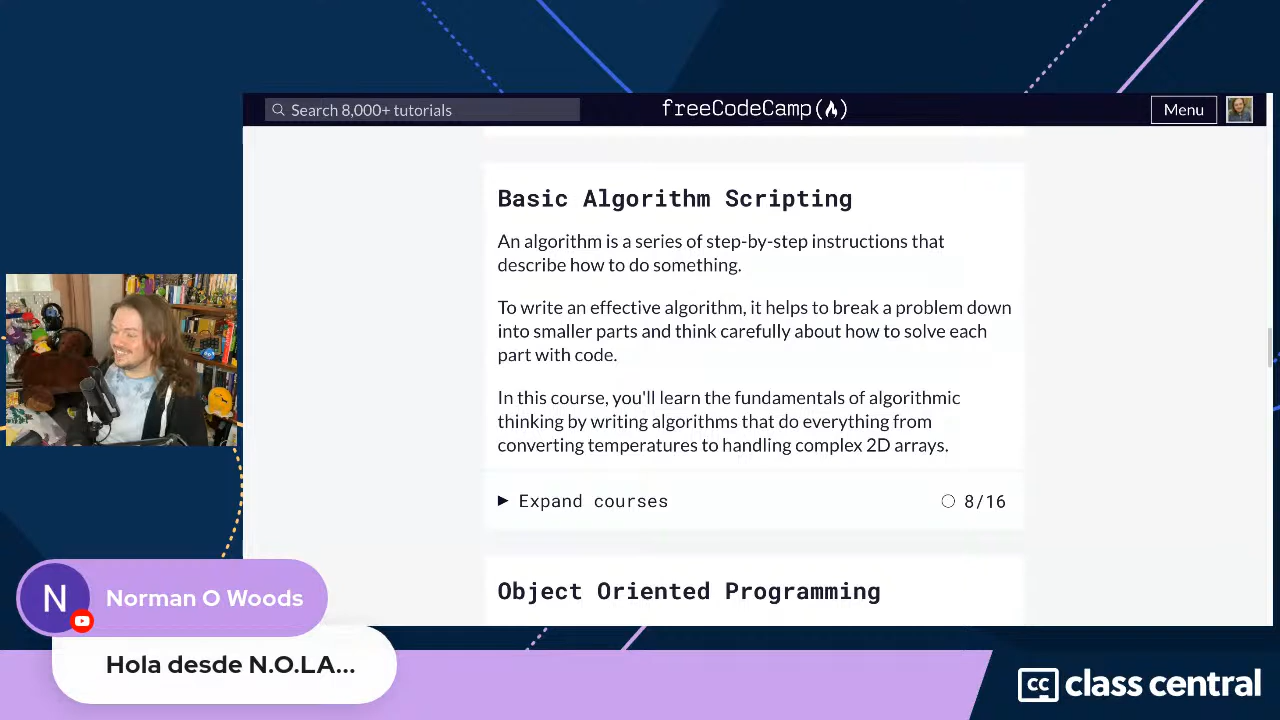 Search 8,000+ tutorials
freeCodeCamp
Menu
Basic Algorithm Scripting
An algorithm is a series of step-by-step instructions that
describe how to do something.
To write an effective algorithm, it helps to break a problem down
into smaller parts and think carefully about how to solve each
part with code.
In this course, you'll learn the fundamentals of algorithmic
thinking by writing algorithms that do everything from
converting temperatures to handling complex 2D arrays.
Expand courses
8/16
Object Oriented Programming
N
Norman O Woods
Hola desde N.O.LA...
cc class central